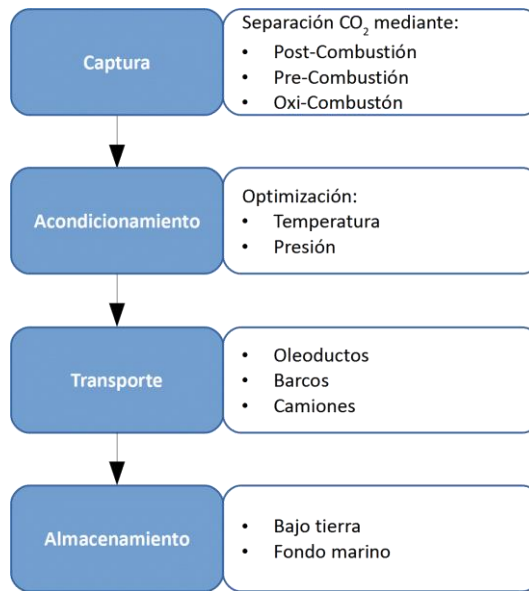 Captura
Separación CO₂ mediante:
• Post-Combustión
• Pre-Combustión
• Oxi-Combustón
Acondicionamiento
Optimización:
• Temperatura
• Presión
Transporte
• Oleoductos
• Barcos
• Camiones
Almacenamiento
• Bajo tierra
• Fondo marino